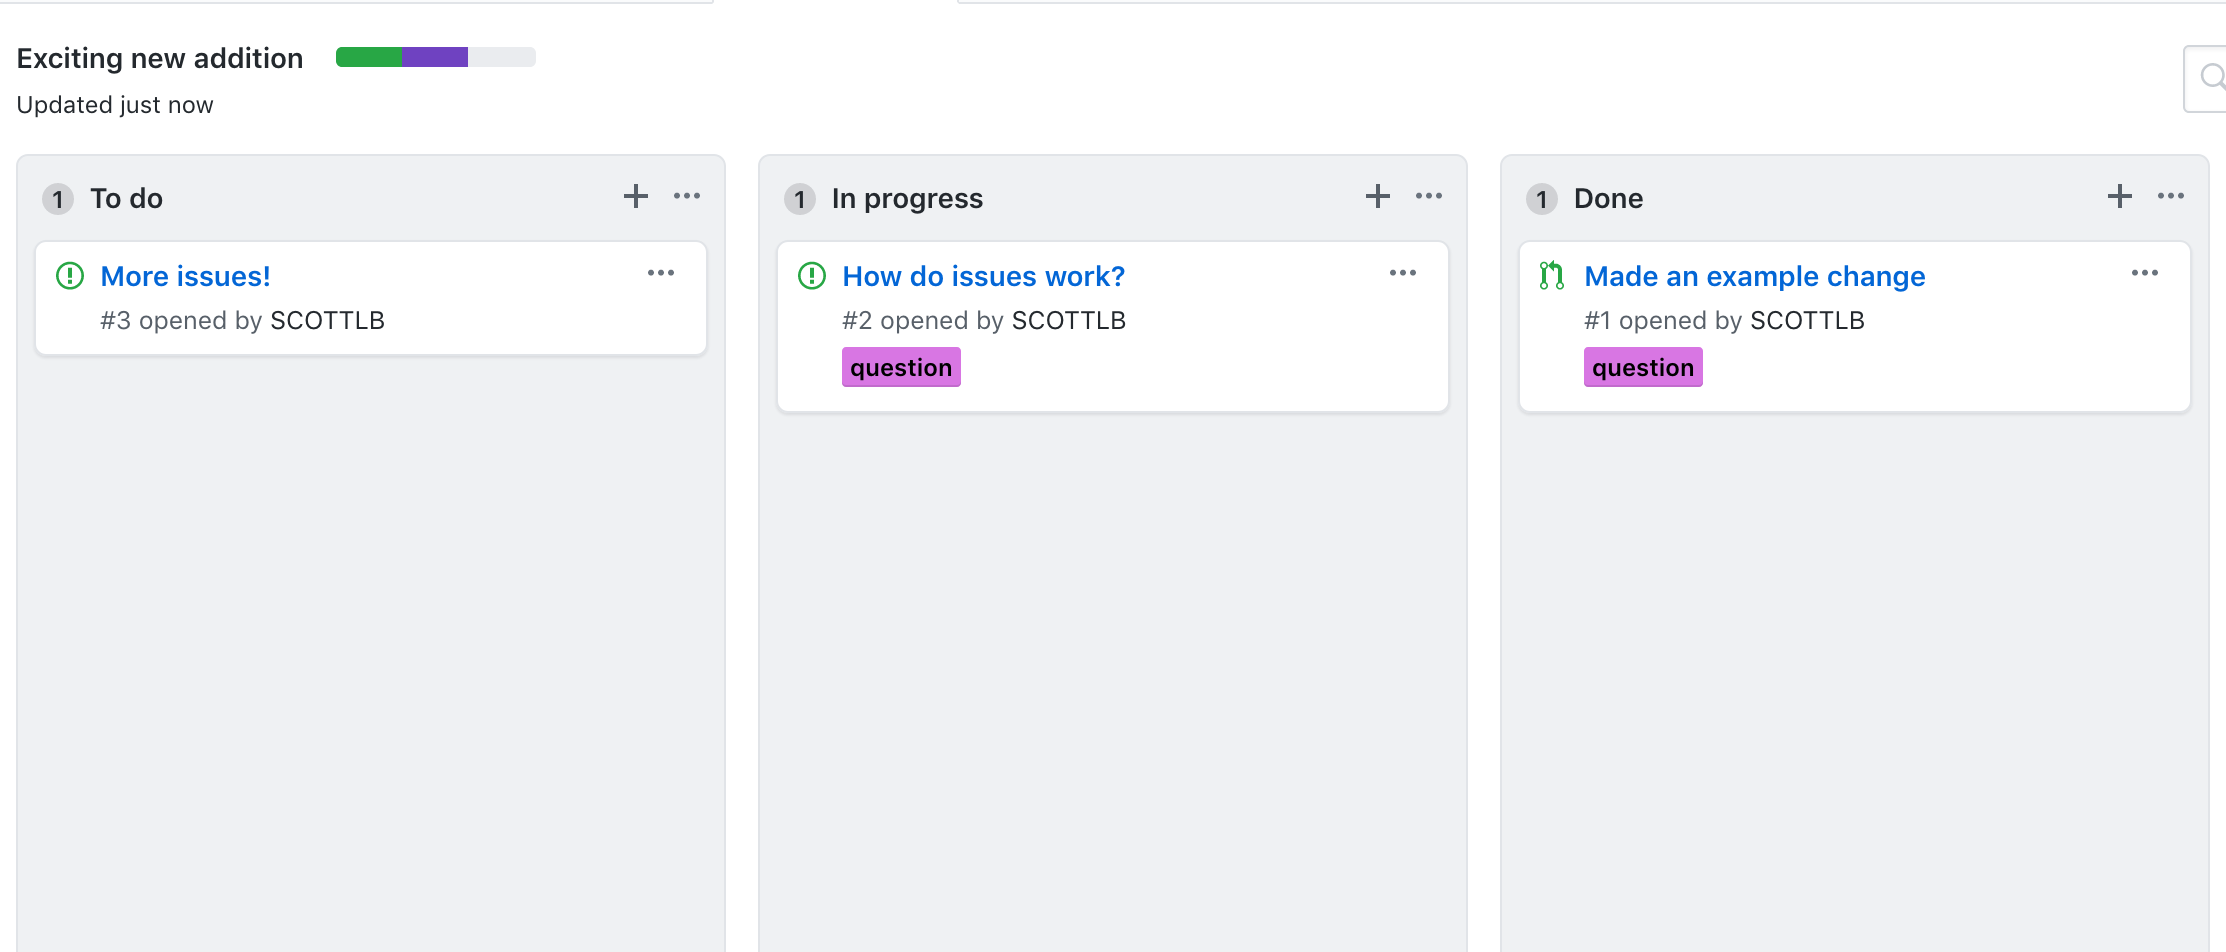 Exciting new addition
Updated just now
1 To do
More issues!
#3 opened by SCOTTLB
1 In progress
How do issues work?
#2 opened by SCOTTLB
question
1 Done
Made an example change
#1 opened by SCOTTLB
question